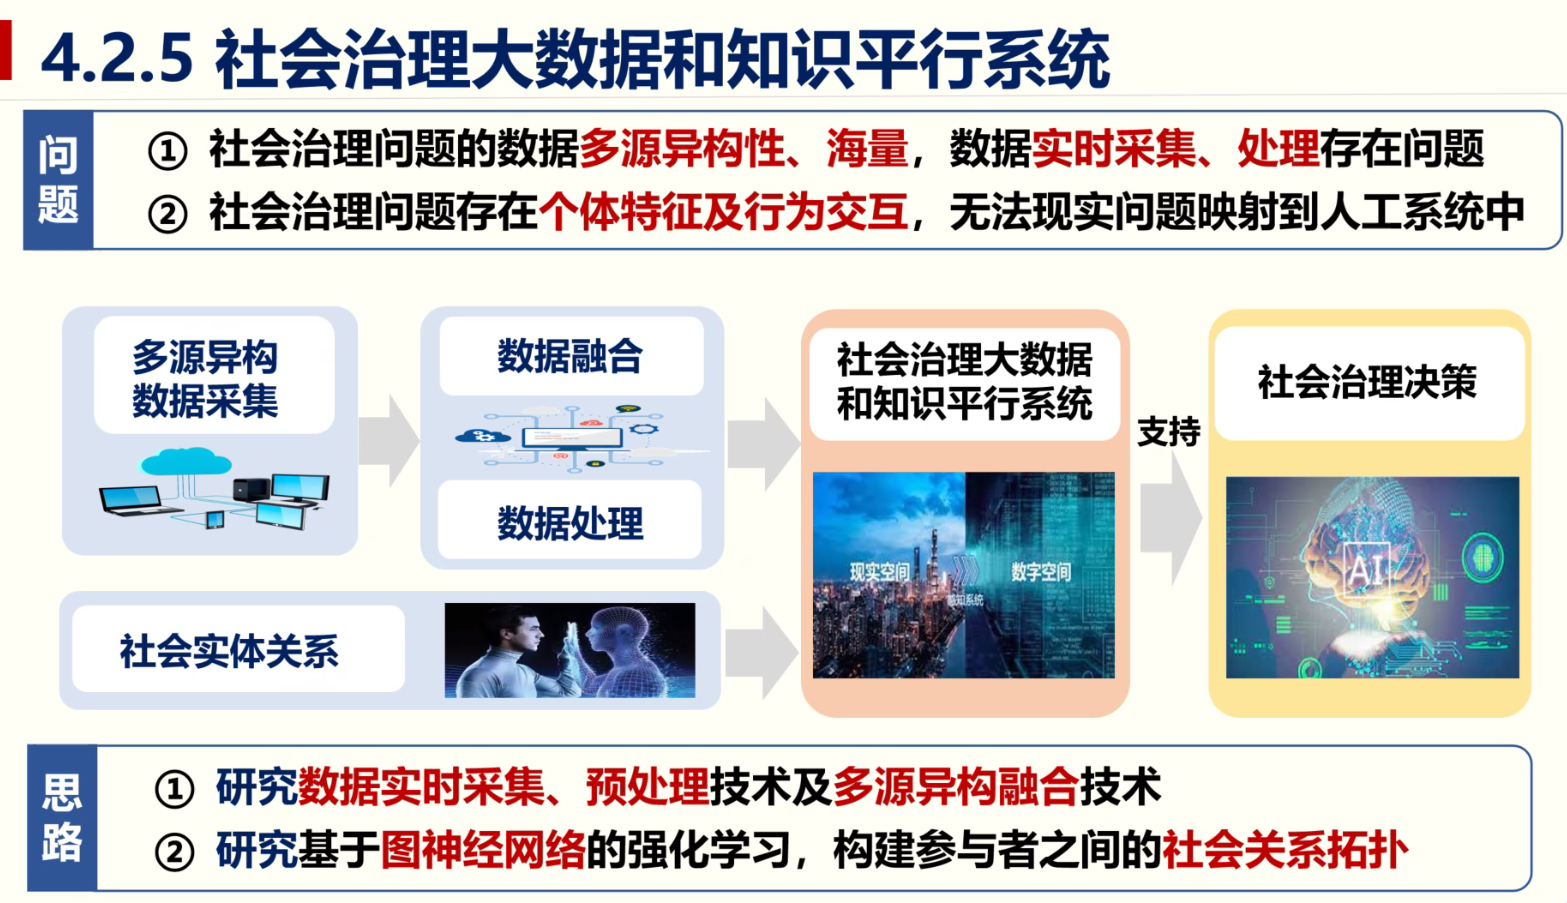 4.2.5 社会治理大数据和知识平行系统
问
题
① 社会治理问题的数据多源异构性、海量，数据实时采集、处理存在问题
② 社会治理问题存在个体特征及行为交互，无法现实问题映射到人工系统中
多源异构
数据采集
数据融合
数据处理
社会实体关系
社会治理大数据
和知识平行系统
现实空间
数字空间
感知系统
支持
社会治理决策
AI
思
路
① 研究数据实时采集、预处理技术及多源异构融合技术
② 研究基于图神经网络的强化学习，构建参与者之间的社会关系拓扑